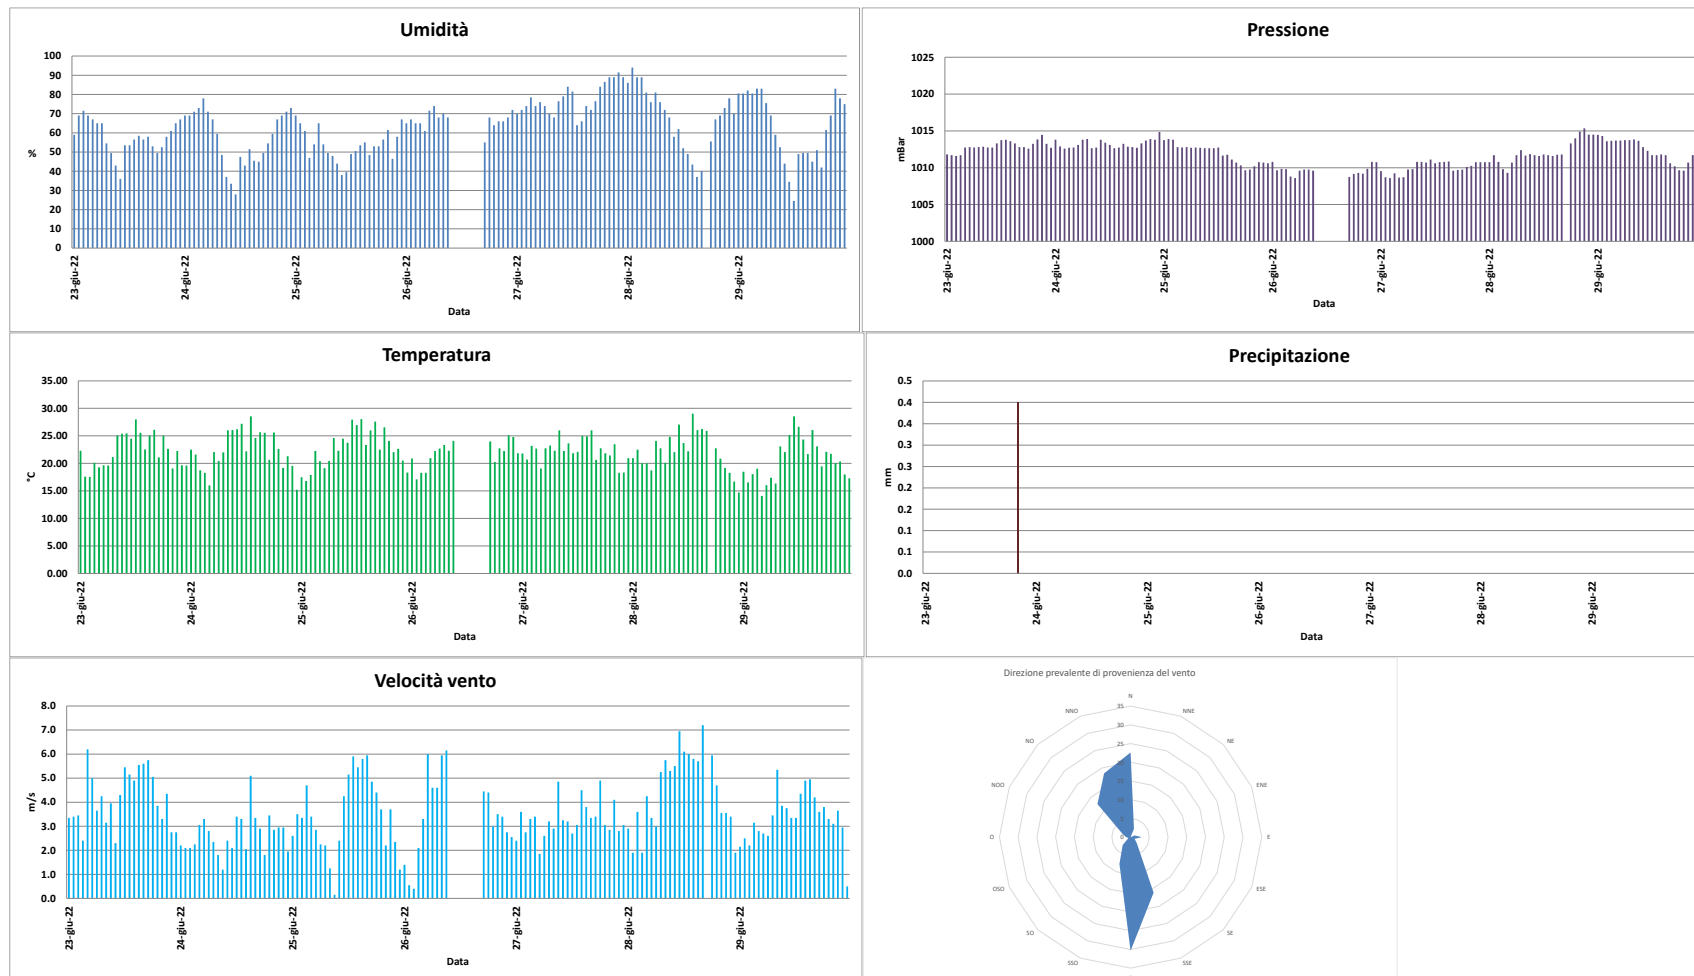 Umidità
100
90
80
70
60
50
40
30
20
10
0
%
23-giu-22
24-giu-22
25-giu-22
26-giu-22
27-giu-22
28-giu-22
29-giu-22
Data
Pressione
1025
1020
1015
1010
1005
1000
mBar
23-giu-22
24-giu-22
25-giu-22
26-giu-22
27-giu-22
28-giu-22
29-giu-22
Data
Temperatura
35.00
30.00
25.00
20.00
15.00
10.00
5.00
0.00
°C
23-giu-22
24-giu-22
25-giu-22
26-giu-22
27-giu-22
28-giu-22
29-giu-22
Data
Precipitazione
0.5
0.4
0.4
0.3
0.3
0.2
0.2
0.1
0.1
0.0
mm
23-giu-22
24-giu-22
25-giu-22
26-giu-22
27-giu-22
28-giu-22
29-giu-22
Data
Velocità vento
8.0
7.0
6.0
5.0
4.0
3.0
2.0
1.0
0.0
m/s
23-giu-22
24-giu-22
25-giu-22
26-giu-22
27-giu-22
28-giu-22
29-giu-22
Data
Direzione prevalente di provenienza del vento
N
NNE
NE
ENE
E
ESE
SE
SSE
SSO
SO
OSO
O
NOO
NO
NNO
35
30
25
20
15
10
5
0